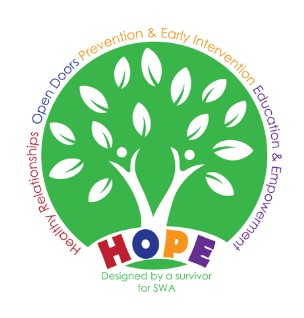 Healthy Relationships Open Doors Prevention & Early Intervention Education & Empowerment
HOPE
Designed by a survivor
for SWA